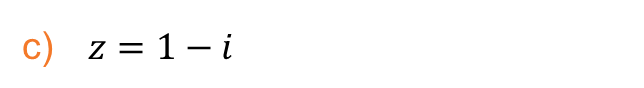 c) z = 1 − i